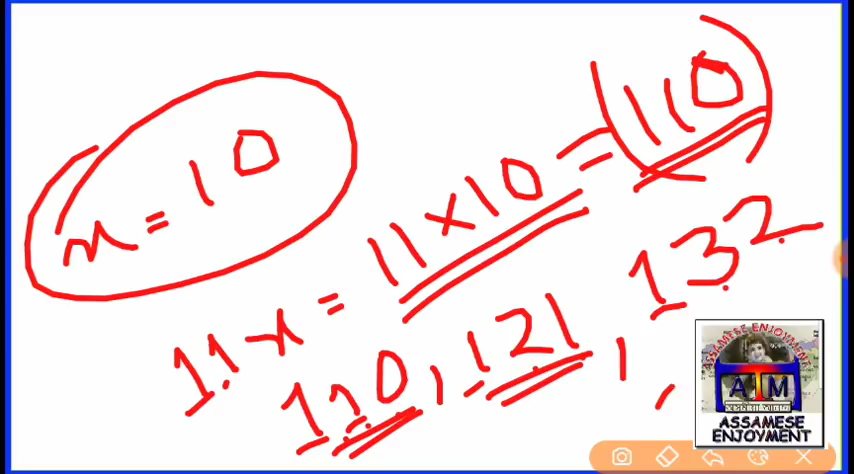 x = 10
11x = 11×10 = (110)
110, 121, 132,
ASSAMESE ENJOYMENT
ATM
ASSAMESE
ENJOYMENT